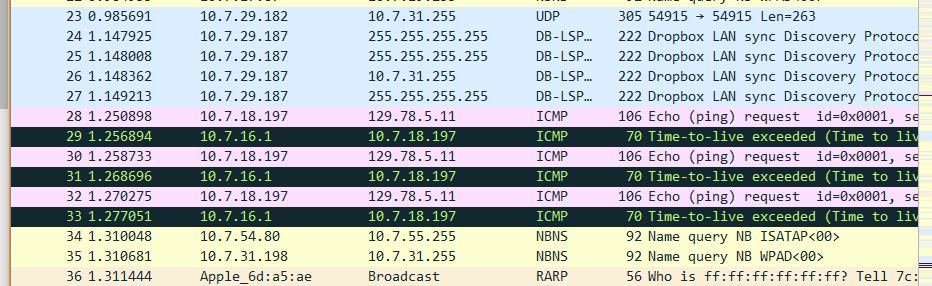 23 0.985691 10.7.29.182 10.7.31.255 UDP 305 54915 → 54915 Len=263
24 1.147925 10.7.29.187 255.255.255.255 DB-LSP… 222 Dropbox LAN sync Discovery Protoc
25 1.148008 10.7.29.187 255.255.255.255 DB-LSP… 222 Dropbox LAN sync Discovery Protoc
26 1.148362 10.7.29.187 10.7.31.255 DB-LSP… 222 Dropbox LAN sync Discovery Protoc
27 1.149213 10.7.29.187 255.255.255.255 DB-LSP… 222 Dropbox LAN sync Discovery Protoc
28 1.250898 10.7.18.197 129.78.5.11 ICMP 106 Echo (ping) request id=0x0001, se
29 1.256894 10.7.16.1 10.7.18.197 ICMP 70 Time-to-live exceeded (Time to liv
30 1.258733 10.7.18.197 129.78.5.11 ICMP 106 Echo (ping) request id=0x0001, se
31 1.268696 10.7.16.1 10.7.18.197 ICMP 70 Time-to-live exceeded (Time to liv
32 1.270275 10.7.18.197 129.78.5.11 ICMP 106 Echo (ping) request id=0x0001, se
33 1.277051 10.7.16.1 10.7.18.197 ICMP 70 Time-to-live exceeded (Time to liv
34 1.310048 10.7.54.80 10.7.55.255 NBNS 92 Name query NB ISATAP<00>
35 1.310681 10.7.31.198 10.7.31.255 NBNS 92 Name query NB WPAD<00>
36 1.311444 Apple_6d:a5:ae Broadcast RARP 56 Who is ff:ff:ff:ff:ff:ff? Tell 7c: